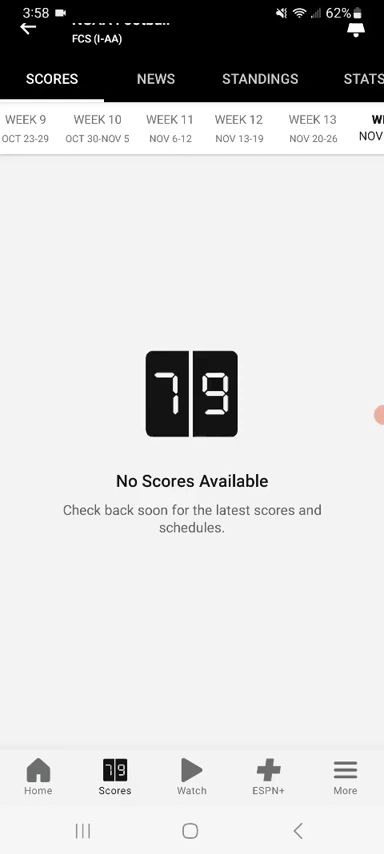 3:58 62%
FCS (I-AA)
SCORES NEWS STANDINGS STATS
WEEK 9 WEEK 10 WEEK 11 WEEK 12 WEEK 13
OCT 23-29 OCT 30-NOV 5 NOV 6-12 NOV 13-19 NOV 20-26 NOV
79
No Scores Available
Check back soon for the latest scores and
schedules.
79
Home Scores Watch ESPN+ More